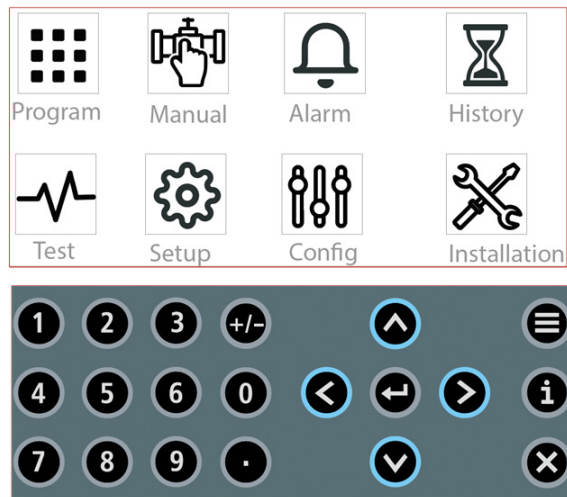 Program Manual Alarm History
Test Setup Config Installation
1 2 3 +/-
4 5 6 0 i
7 8 9 .